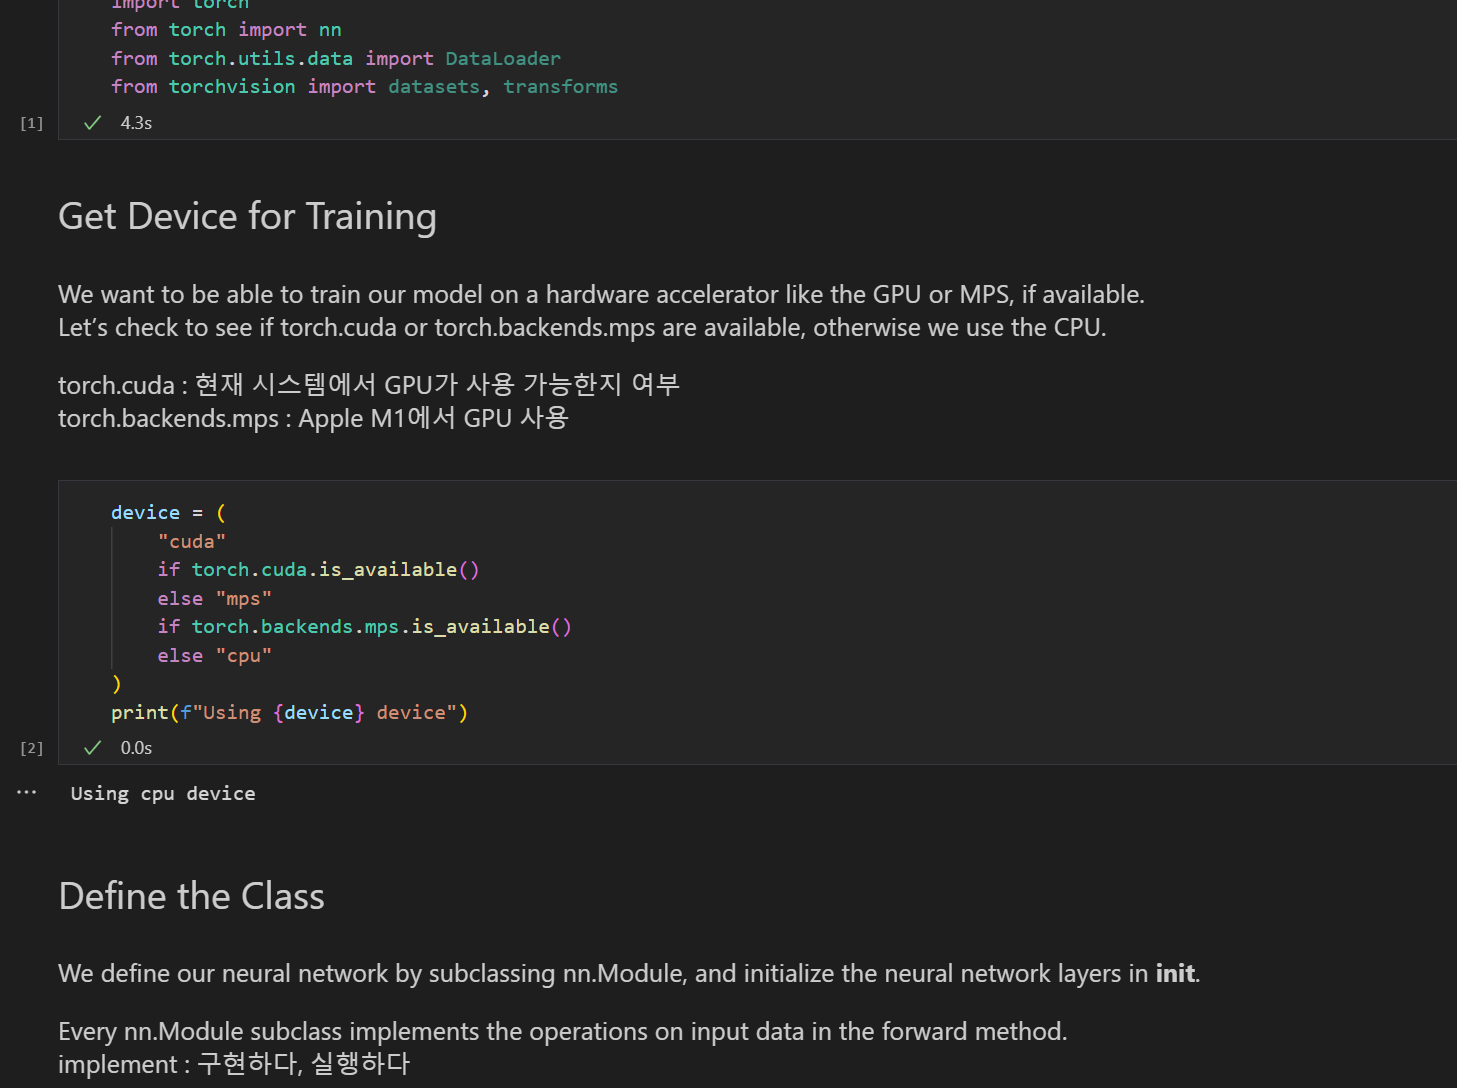 import torch
from torch import nn
from torch.utils.data import DataLoader
from torchvision import datasets, transforms
[1]
4.3s
Get Device for Training
We want to be able to train our model on a hardware accelerator like the GPU or MPS, if available.
Let’s check to see if torch.cuda or torch.backends.mps are available, otherwise we use the CPU.
torch.cuda : 현재 시스템에서 GPU가 사용 가능한지 여부
torch.backends.mps : Apple M1에서 GPU 사용
device = (
"cuda"
if torch.cuda.is_available()
else "mps"
if torch.backends.mps.is_available()
else "cpu"
)
print(f"Using {device} device")
[2]
0.0s
... Using cpu device
Define the Class
We define our neural network by subclassing nn.Module, and initialize the neural network layers in init.
Every nn.Module subclass implements the operations on input data in the forward method.
implement : 구현하다, 실행하다